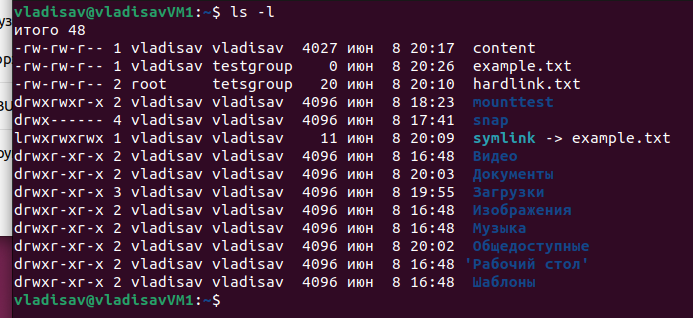 vladisav@vladisavVM1:~$ ls -l
итого 48
-rw-rw-r-- 1 vladisav vladisav  4027 июн  8 20:17  content
-rw-rw-r-- 1 vladisav testgroup    0 июн  8 20:26  example.txt
-rw-rw-r-- 2 root     tetsgroup   20 июн  8 20:10  hardlink.txt
drwxrwxr-x 2 vladisav vladisav  4096 июн  8 18:23  mounttest
drwx------ 4 vladisav vladisav  4096 июн  8 17:41  snap
lrwxrwxrwx 1 vladisav vladisav    11 июн  8 20:09  symlink -> example.txt
drwxr-xr-x 2 vladisav vladisav  4096 июн  8 16:48  Видео
drwxr-xr-x 2 vladisav vladisav  4096 июн  8 20:03  Документы
drwxr-xr-x 3 vladisav vladisav  4096 июн  8 19:55  Загрузки
drwxr-xr-x 2 vladisav vladisav  4096 июн  8 16:48  Изображения
drwxr-xr-x 2 vladisav vladisav  4096 июн  8 16:48  Музыка
drwxr-xr-x 2 vladisav vladisav  4096 июн  8 20:02  Общедоступные
drwxr-xr-x 2 vladisav vladisav  4096 июн  8 16:48 'Рабочий стол'
drwxr-xr-x 2 vladisav vladisav  4096 июн  8 16:48  Шаблоны
vladisav@vladisavVM1:~$